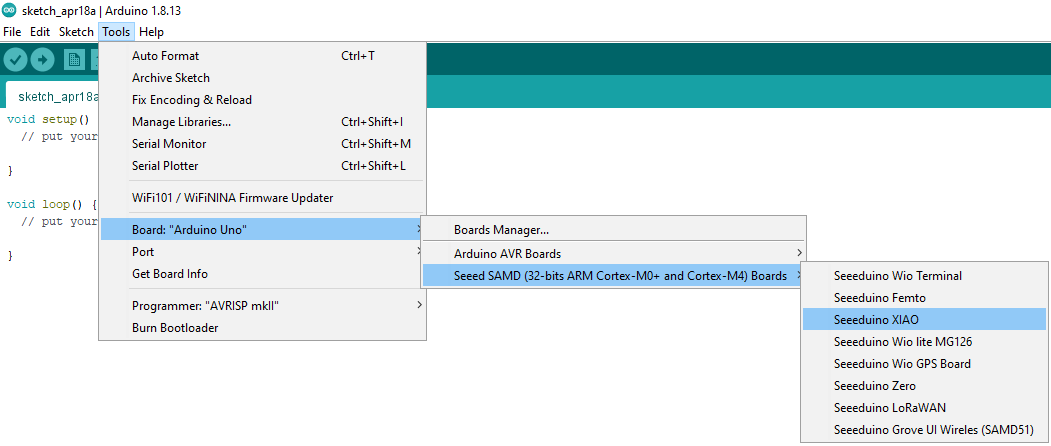 sketch_apr18a | Arduino 1.8.13
File Edit Sketch Tools Help
Auto Format Ctrl+T
Archive Sketch
Fix Encoding & Reload
Manage Libraries... Ctrl+Shift+I
Serial Monitor Ctrl+Shift+M
Serial Plotter Ctrl+Shift+L
WiFi101 / WiFiNINA Firmware Updater
Board: "Arduino Uno"
Port
Get Board Info
Programmer: "AVRISP mkII"
Burn Bootloader
sketch_apr18a
void setup()
// put your
}
void loop() {
// put your
}
Boards Manager...
Arduino AVR Boards
Seeed SAMD (32-bits ARM Cortex-M0+ and Cortex-M4) Boards
Seeeduino Wio Terminal
Seeeduino Femto
Seeeduino XIAO
Seeeduino Wio lite MG126
Seeeduino Wio GPS Board
Seeeduino Zero
Seeeduino LoRaWAN
Seeeduino Grove UI Wireles (SAMD51)